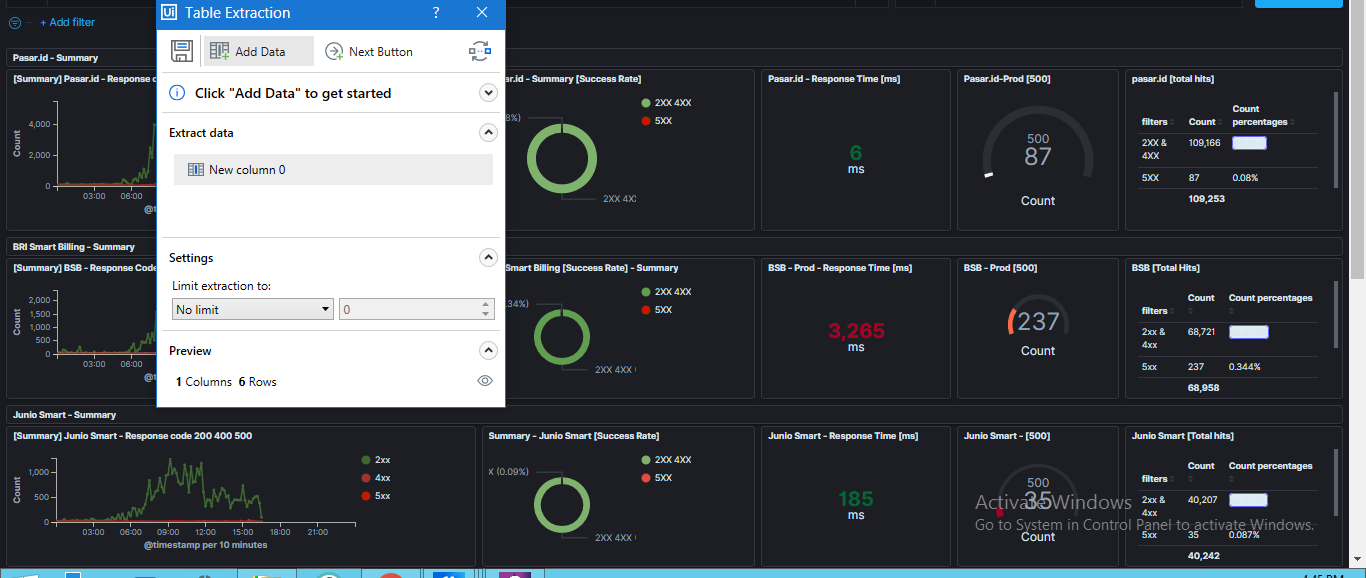 + Add filter
Ui Table Extraction ?
Add Data
Next Button
Click "Add Data" to get started
Extract data
New column 0
Settings
Limit extraction to:
No limit
0
Preview
1 Columns 6 Rows
Pasar.id - Summary
[Summary] Pasar.id - Response c
Count
4,000
2,000
0
03:00
06:00
@t
ar.id - Summary [Success Rate]
8%)
2XX 4XX
5XX
2XX 4XX
Pasar.id - Response Time [ms]
6
ms
Pasar.id-Prod [500]
500
87
Count
pasar.id [total hits]
filters Count Count percentages
2XX & 4XX 109,166
5XX 87 0.08%
109,253
BRI Smart Billing - Summary
[Summary] BSB - Response Code
Count
2,000
1,500
1,000
500
0
03:00
06:00
@t
Smart Billing [Success Rate] - Summary
.34%)
2XX 4XX
5XX
2XX 4XX (
BSB - Prod - Response Time [ms]
3,265
ms
BSB - Prod [500]
237
Count
BSB [Total Hits]
filters Count Count percentages
2xx & 4xx 68,721
5xx 237 0.344%
68,958
Junio Smart - Summary
[Summary] Junio Smart - Response code 200 400 500
Count
1,000
500
0
03:00 06:00 09:00 12:00 15:00 18:00 21:00
@timestamp per 10 minutes
2xx
4xx
5xx
Summary - Junio Smart [Success Rate]
X (0.09%)
2XX 4XX
5XX
2XX 4XX (
Junio Smart - Response Time [ms]
185
ms
Junio Smart - [500]
500
35
Count
Junio Smart [Total hits]
filters Count Count percentages
2xx & 4xx 40,207
5xx 35 0.087%
40,242
Activate Windows
Go to System in Control Panel to activate Windows.
4:45 PM